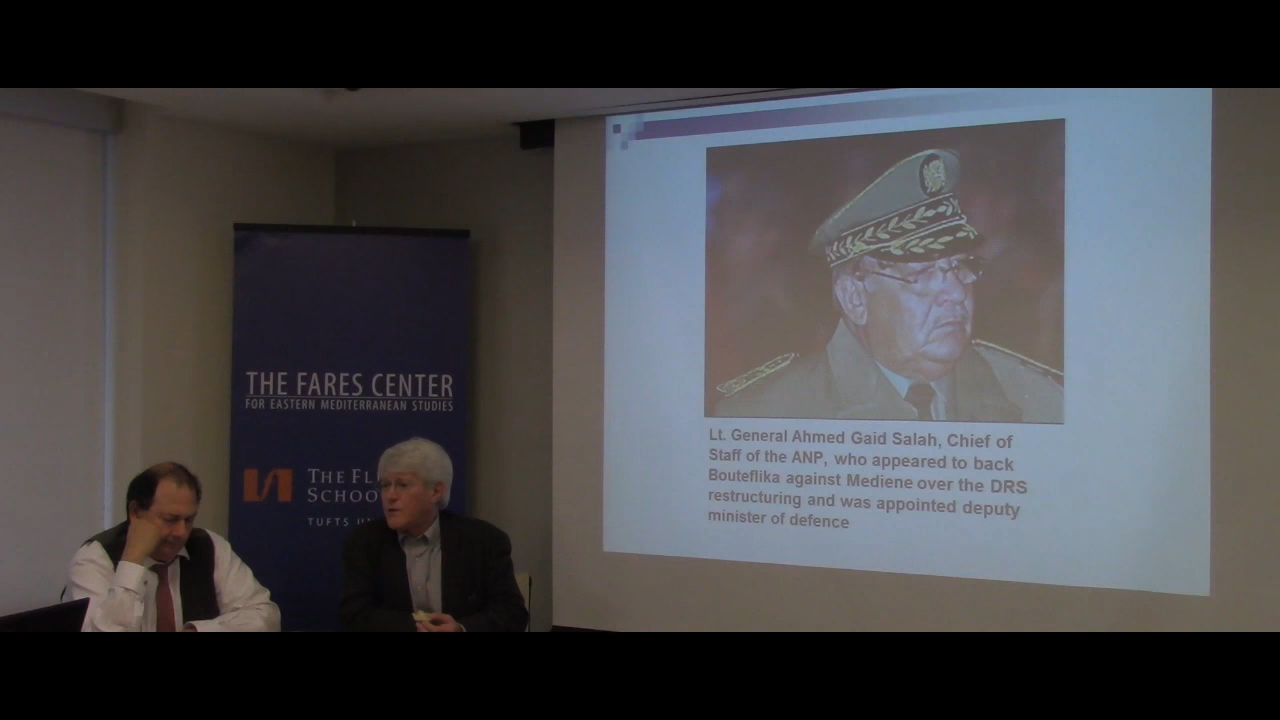 THE FARES CENTER
FOR EASTERN MEDITERRANEAN STUDIES
THE
SCHOO
TUFTS
Lt. General Ahmed Gaid Salah, Chief of
Staff of the ANP, who appeared to back
Bouteflika against Mediene over the DRS
restructuring and was appointed deputy
minister of defence